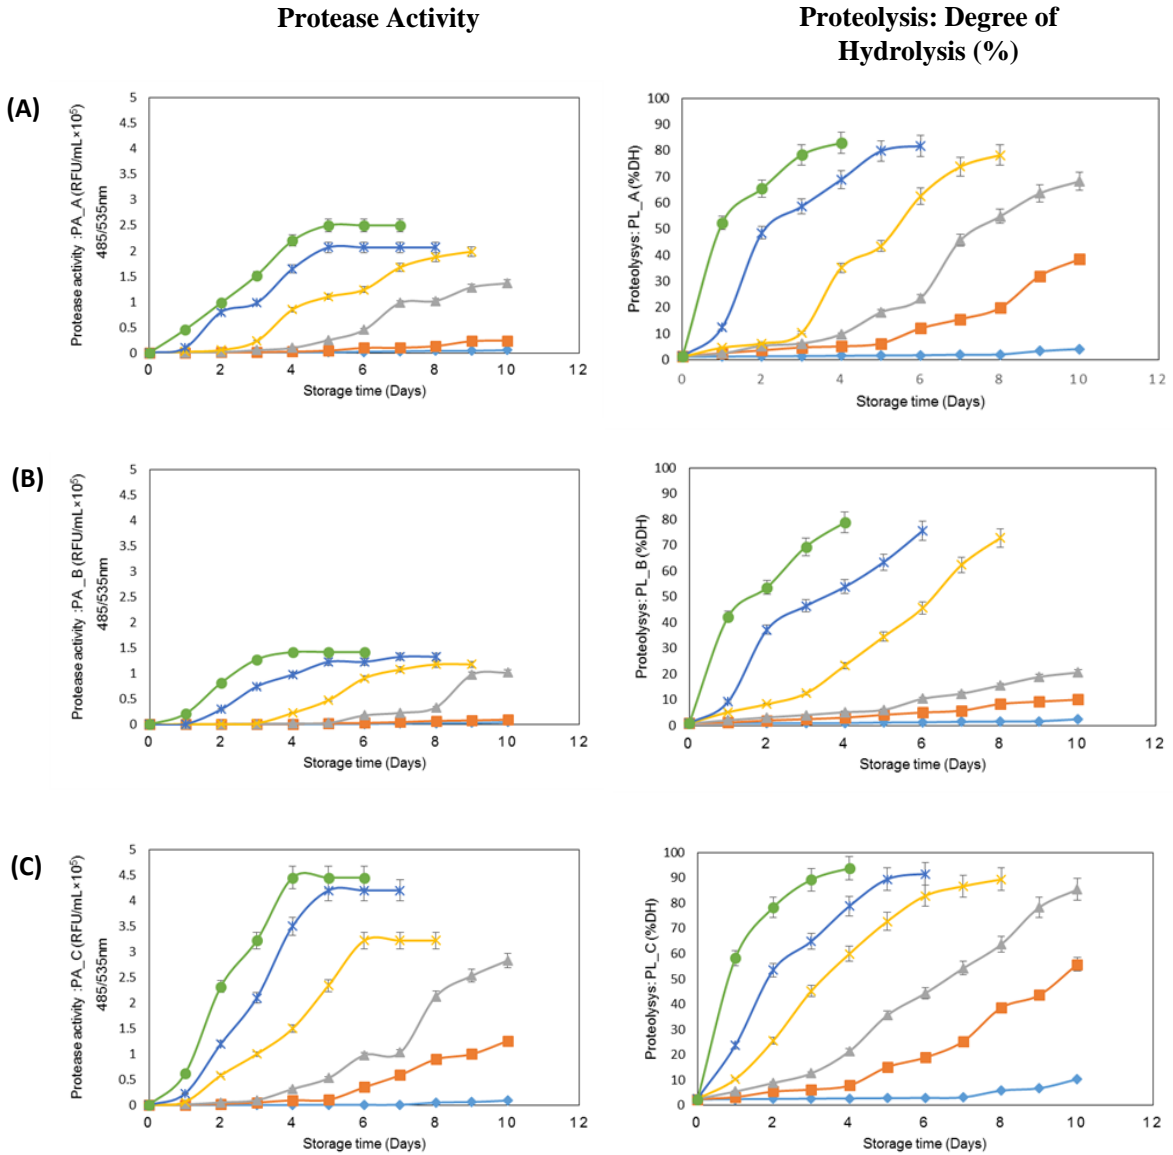 Protease Activity
Proteolysis: Degree of
Hydrolysis (%)
(A)
Protease activity :PA_A (RFU/mL×10⁵)
485/535nm
5
4.5
4
3.5
3
2.5
2
1.5
1
0.5
0
0 2 4 6 8 10 12
Storage time (Days)
Proteolysys: PL_A (%DH)
100
90
80
70
60
50
40
30
20
10
0
0 2 4 6 8 10 12
Storage time (Days)
(B)
Protease activity :PA_B (RFU/mL×10⁵)
485/535nm
5
4.5
4
3.5
3
2.5
2
1.5
1
0.5
0
0 2 4 6 8 10 12
Storage time (Days)
Proteolysys: PL_B (%DH)
100
90
80
70
60
50
40
30
20
10
0
0 2 4 6 8 10 12
Storage time (Days)
(C)
Protease activity :PA_C (RFU/mL×10⁵)
485/535nm
5
4.5
4
3.5
3
2.5
2
1.5
1
0.5
0
0 2 4 6 8 10 12
Storage time (Days)
Proteolysys: PL_C (%DH)
100
90
80
70
60
50
40
30
20
10
0
0 2 4 6 8 10 12
Storage time (Days)